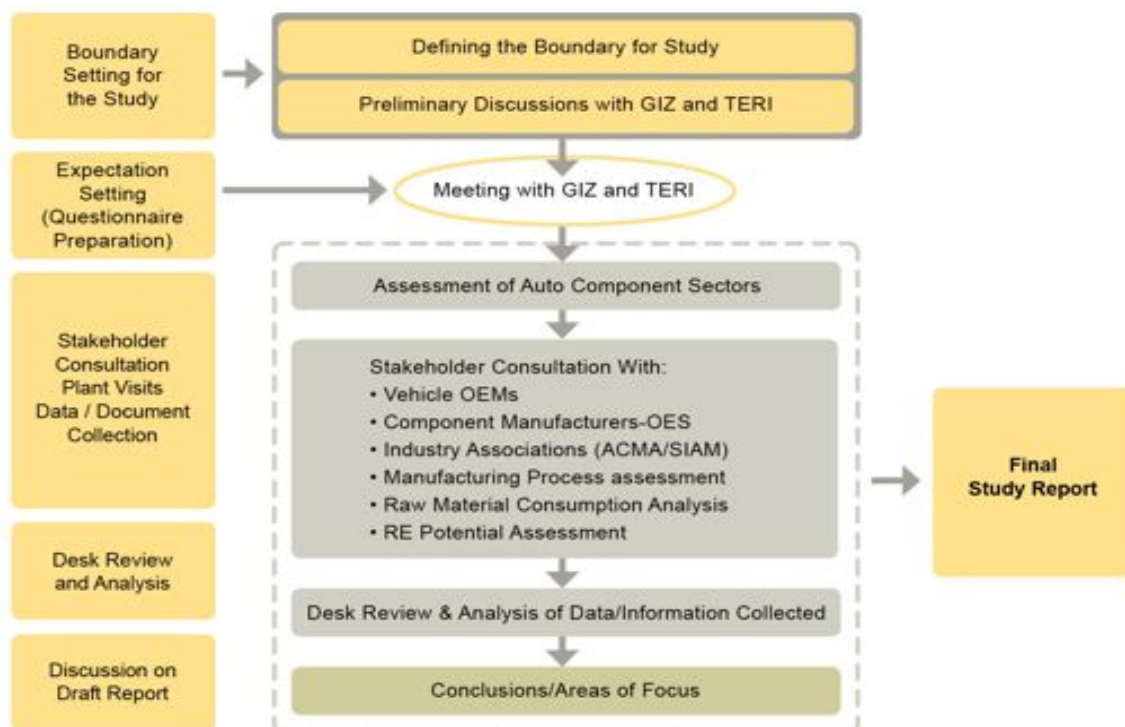 Boundary
Setting for
the Study
Defining the Boundary for Study
Preliminary Discussions with GIZ and TERI
Expectation
Setting
(Questionnaire
Preparation)
Meeting with GIZ and TERI
Stakeholder
Consultation
Plant Visits
Data / Document
Collection
Assessment of Auto Component Sectors
Stakeholder Consultation With:
• Vehicle OEMs
• Component Manufacturers-OES
• Industry Associations (ACMA/SIAM)
• Manufacturing Process assessment
• Raw Material Consumption Analysis
• RE Potential Assessment
Final
Study Report
Desk Review
and Analysis
Desk Review & Analysis of Data/Information Collected
Discussion on
Draft Report
Conclusions/Areas of Focus